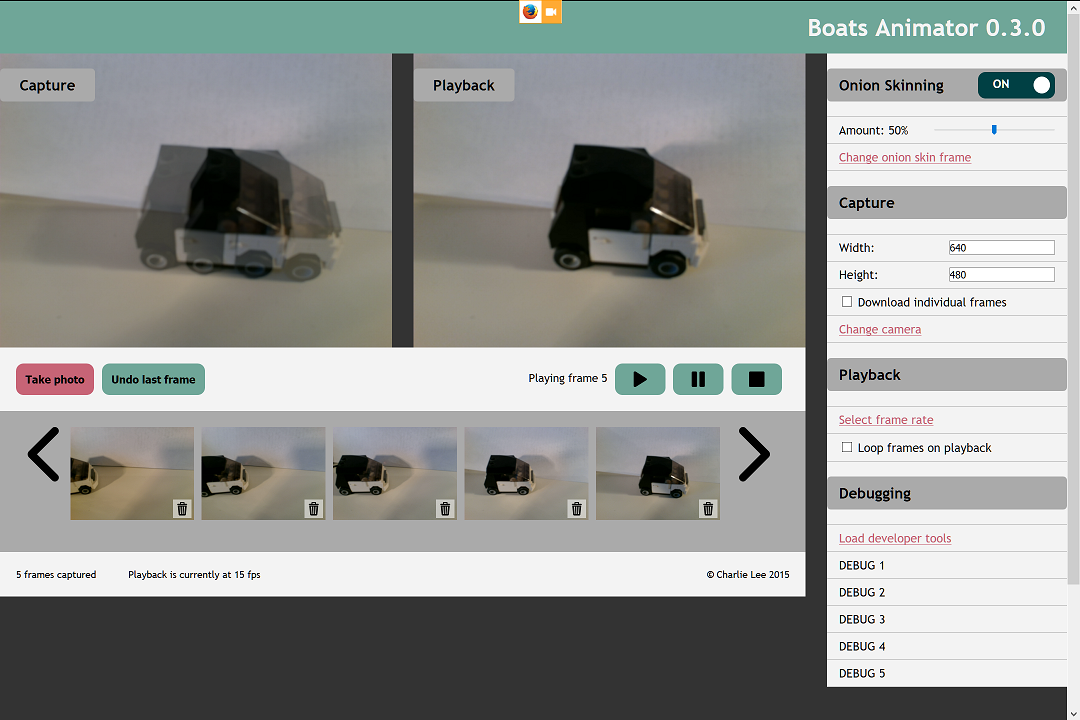 Boats Animator 0.3.0
Capture
Playback
Onion Skinning
ON
Amount: 50%
Change onion skin frame
Capture
Width:
640
Height:
480
Download individual frames
Change camera
Playback
Select frame rate
Loop frames on playback
Debugging
Load developer tools
DEBUG 1
DEBUG 2
DEBUG 3
DEBUG 4
DEBUG 5
Take photo
Undo last frame
Playing frame 5
5 frames captured
Playback is currently at 15 fps
© Charlie Lee 2015